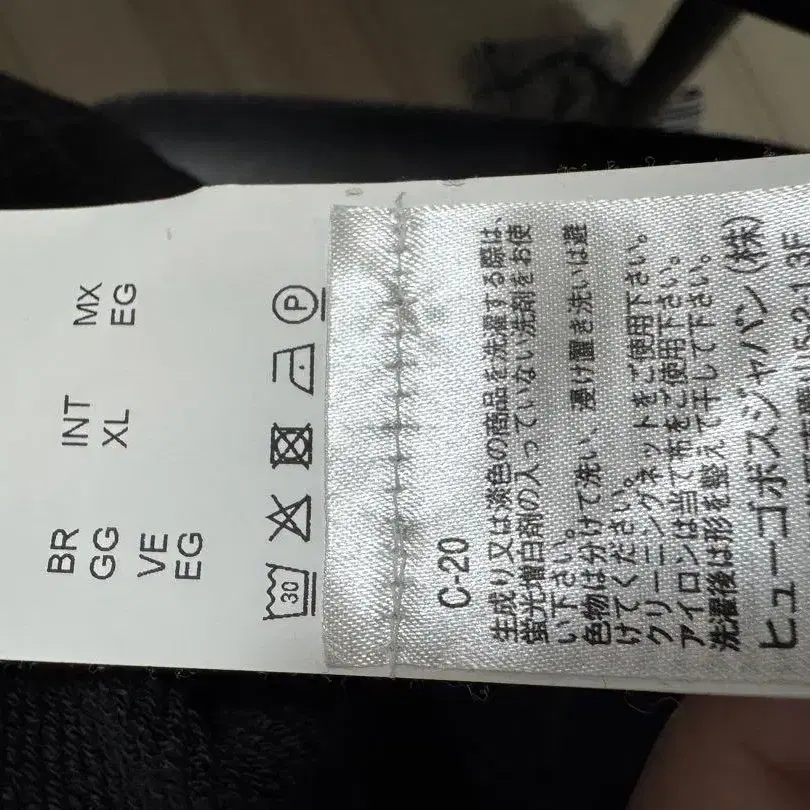 BR
GG
INT
XL
MX
EG
VE
EG
30
P
C-20
生成り又は淡色の商品を洗濯する際は、
蛍光増白剤の入っていない洗剤をお使
い下さい。
色物は分けて洗い、浸け置き洗いは避
けてください。
クリーニングネットをご使用下さい。
アイロンは当て布をご使用下さい。
洗濯後は形を整えて干して下さい。
ヒューゴボスジャパン(株)